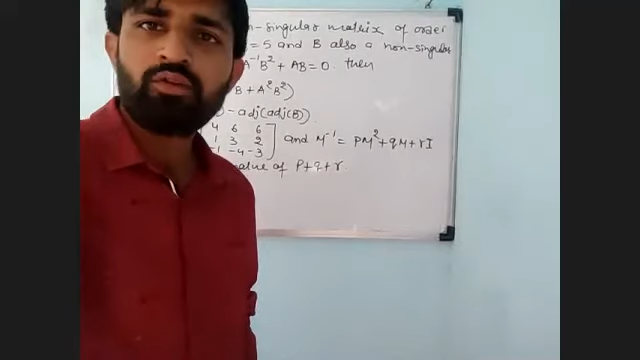 n-singular matrix of order
= 5 and B also a non-singular
A⁻¹B² + AB = 0. then
B + A²B²)
) - adj(adj(B))
4 6 6
1 3 2 and M⁻¹ = PM² + qM + rI
-1 -4 -3
value of P+q+r.